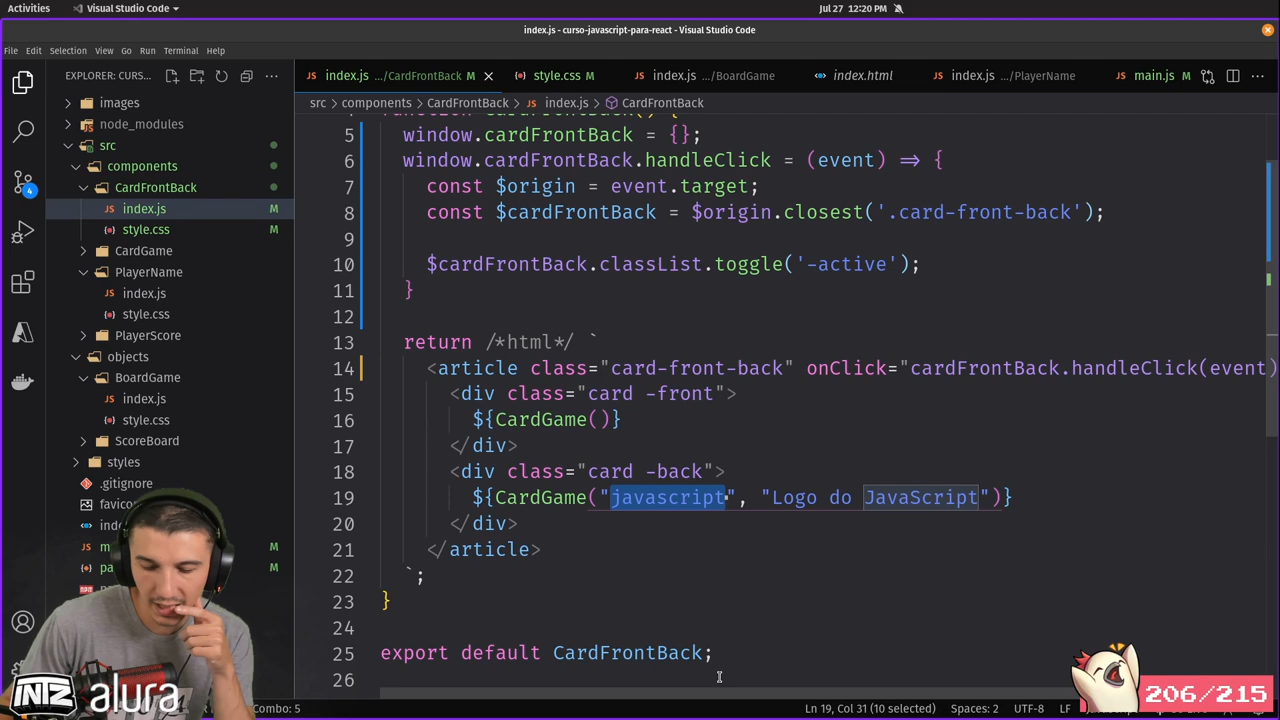 Activities
Visual Studio Code
Jul 27 12:20 PM
index.js - curso-javascript-para-react - Visual Studio Code
File Edit Selection View Go Run Terminal Help
EXPLORER: CURS...
index.js .../CardFrontBack M
style.css M
index.js .../BoardGame
index.html
index.js .../PlayerName
main.js M
src > components > CardFrontBack > JS index.js > CardFrontBack
images
node_modules
src
components
CardFrontBack
JS index.js M
style.css M
CardGame
PlayerName
JS index.js
style.css
PlayerScore
objects
BoardGame
JS index.js
style.css
ScoreBoard
styles
.gitignore
4
5 window.cardFrontBack = {};
6 window.cardFrontBack.handleClick = (event) => {
7 const $origin = event.target;
8 const $cardFrontBack = $origin.closest('.card-front-back');
9
10 $cardFrontBack.classList.toggle('-active');
11 }
12
13 return /*html*/ `
14 <article class="card-front-back" onClick="cardFrontBack.handleClick(event)
15 <div class="card -front">
16 ${CardGame()}
17 </div>
18 <div class="card -back">
19 ${CardGame("javascript", "Logo do JavaScript")}
20 </div>
21 </article>
22 `;
23 }
24
25 export default CardFrontBack;
26
INTZ alura
Combo: 5
Ln 19, Col 31 (10 selected)
Spaces: 2
UTF-8
LF
206/215